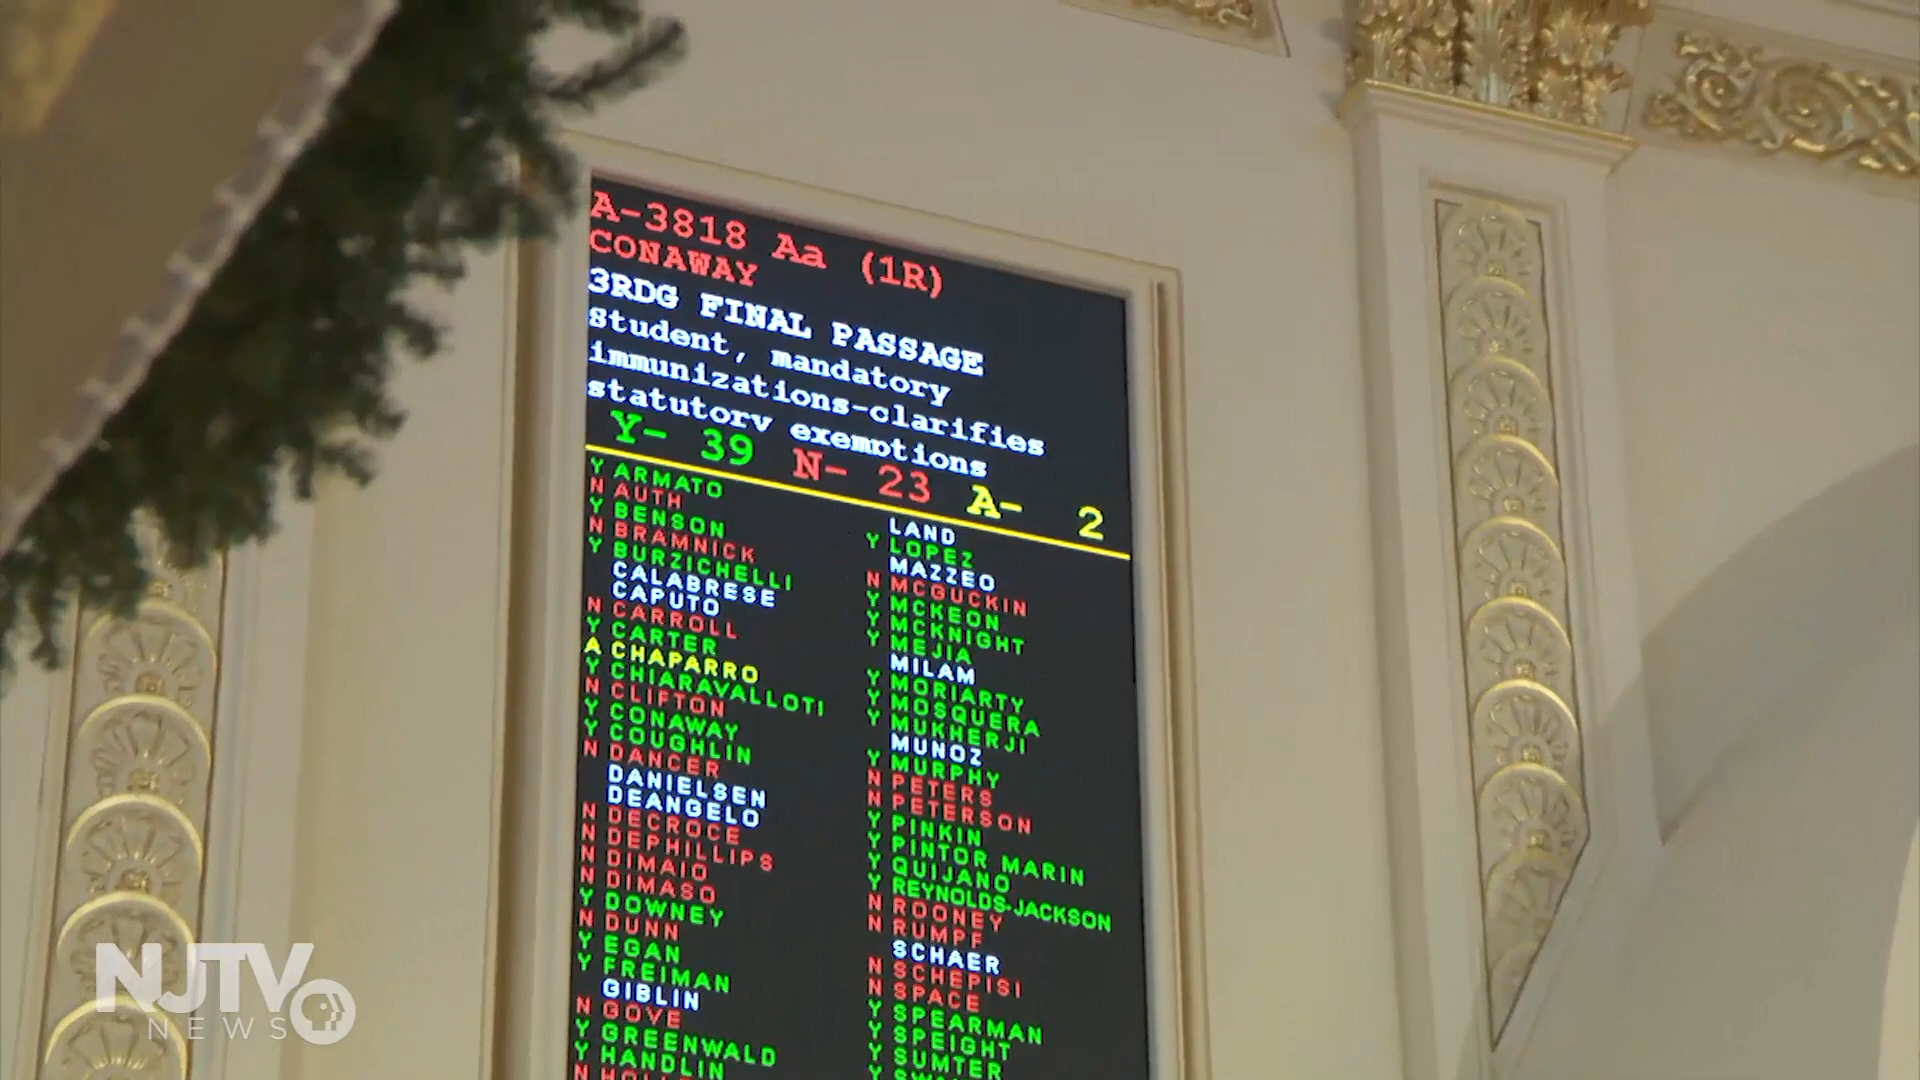 A-3818 Aa (1R)
CONAWAY
3RDG FINAL PASSAGE
Student, mandatory
immunizations-clarifies
statutory exemptions
Y- 39 N- 23 A- 2
Y ARMATO
N AUTH
Y BENSON
N BRAMNICK
Y BURZICHELLI
CALABRESE
CAPUTO
N CARROLL
Y CARTER
A CHAPARRO
Y CHIARAVALLOTI
N CLIFTON
Y CONAWAY
Y COUGHLIN
N DANCER
DANIELSEN
DEANGELO
N DECROCE
N DEPHILLIPS
N DIMAIO
N DIMASO
Y DOWNEY
N DUNN
Y EGAN
Y FREIMAN
GIBLIN
N GOVE
Y GREENWALD
Y HANDLIN
N
LAND
Y LOPEZ
MAZZEO
N MCGUCKIN
Y MCKEON
Y MCKNIGHT
Y MEJIA
MILAM
Y MORIARTY
Y MOSQUERA
Y MUKHERJI
MUNOZ
Y MURPHY
N PETERS
N PETERSON
Y PINKIN
Y PINTOR MARIN
Y QUIJANO
Y REYNOLDS-JACKSON
N ROONEY
N RUMPF
SCHAER
N SCHEPISI
N SPACE
Y SPEARMAN
Y SPEIGHT
Y SUMTER
Y
NJTV
NEWS